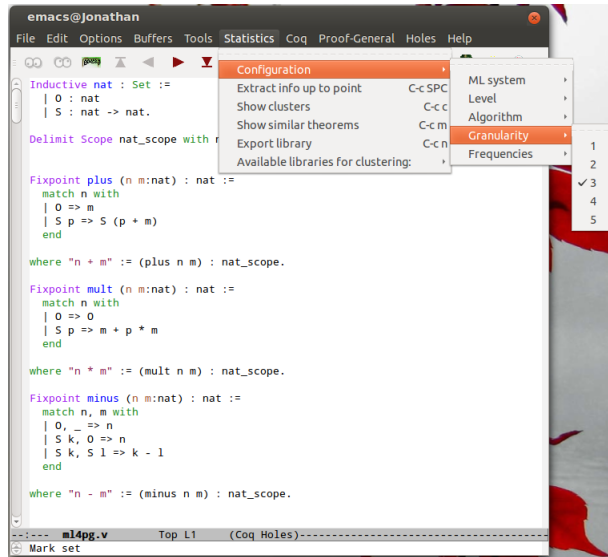 emacs@Jonathan
File Edit Options Buffers Tools Statistics Coq Proof-General Holes Help
Configuration
Extract info up to point C-c SPC
Show clusters C-c c
Show similar theorems C-c m
Export library C-c n
Available libraries for clustering:
ML system
Level
Algorithm
Granularity
Frequencies
1
2
✓ 3
4
5
Inductive nat : Set :=
| O : nat
| S : nat -> nat.
Delimit Scope nat_scope with
Fixpoint plus (n m:nat) : nat :=
match n with
| O => m
| S p => S (p + m)
end
where "n + m" := (plus n m) : nat_scope.
Fixpoint mult (n m:nat) : nat :=
match n with
| O => O
| S p => m + p * m
end
where "n * m" := (mult n m) : nat_scope.
Fixpoint minus (n m:nat) : nat :=
match n, m with
| O, _ => n
| S k, O => n
| S k, S l => k - l
end
where "n - m" := (minus n m) : nat_scope.
--:--- ml4pg.v Top L1 (Coq Holes)----------------------------------
Mark set